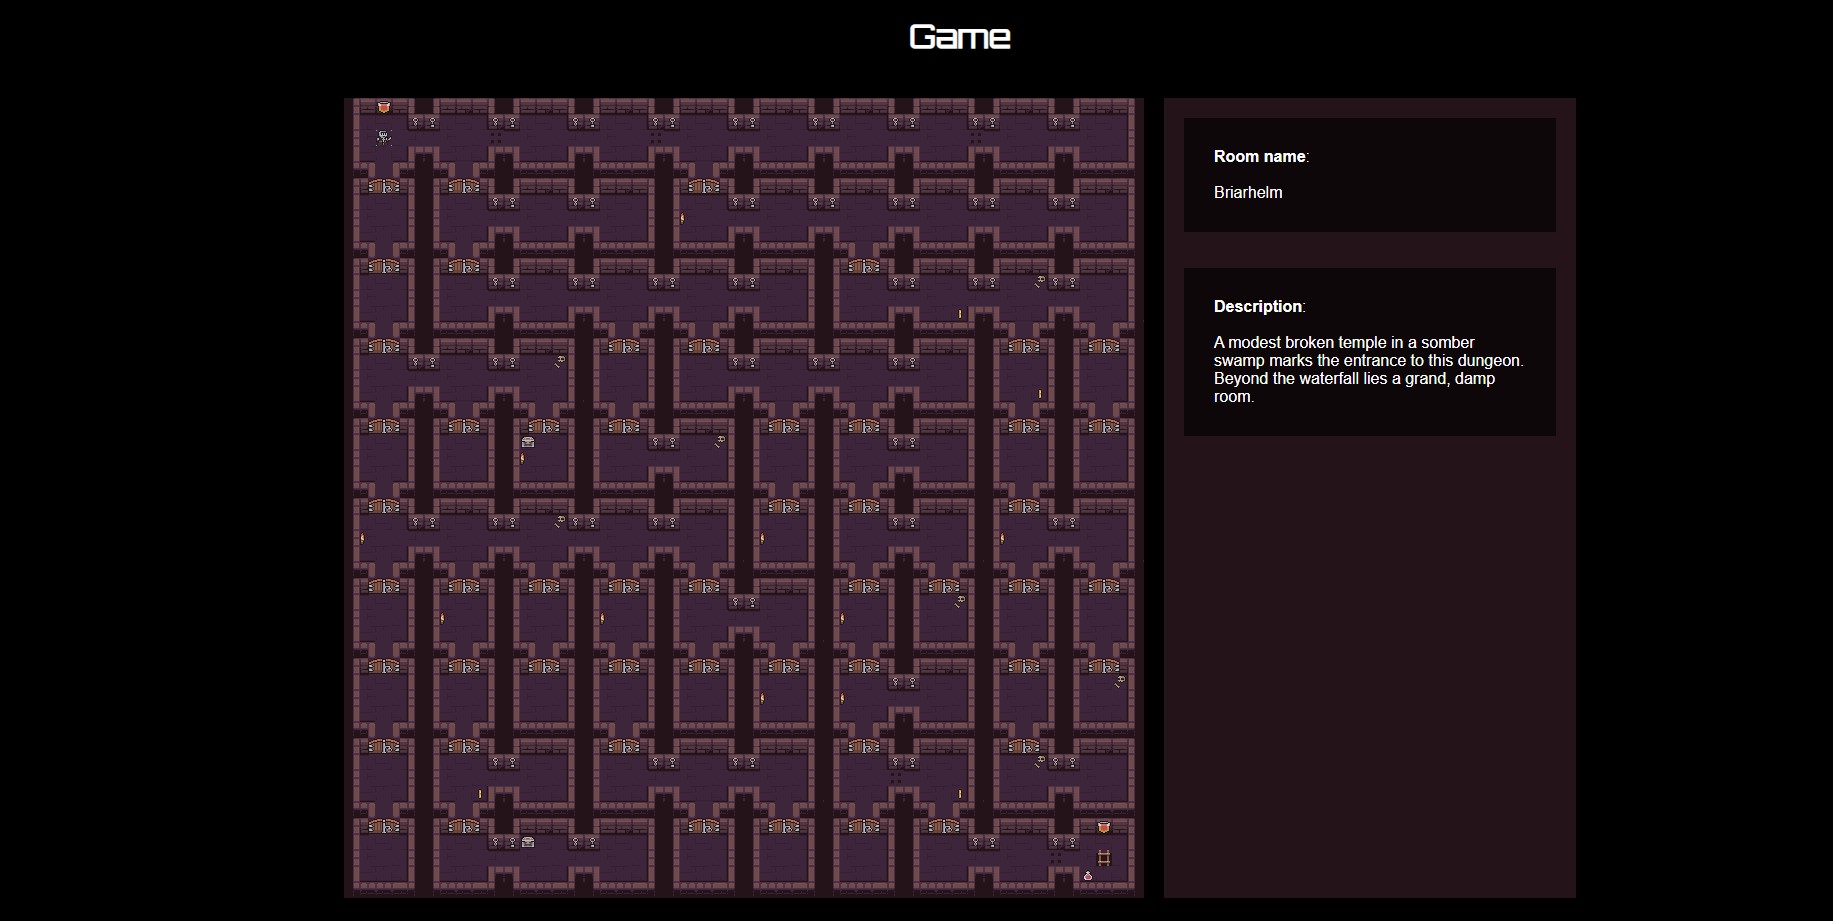 Game
Room name:
Briarhelm
Description:
A modest broken temple in a somber
swamp marks the entrance to this dungeon.
Beyond the waterfall lies a grand, damp
room.